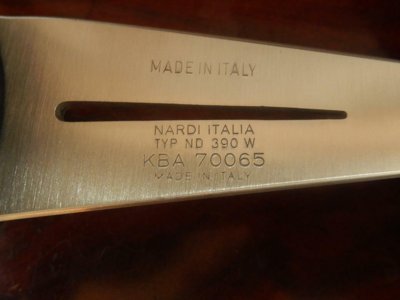 MADE IN ITALY
NARDI ITALIA
TYP ND 390 W
KBA 70065
MADE IN ITALY